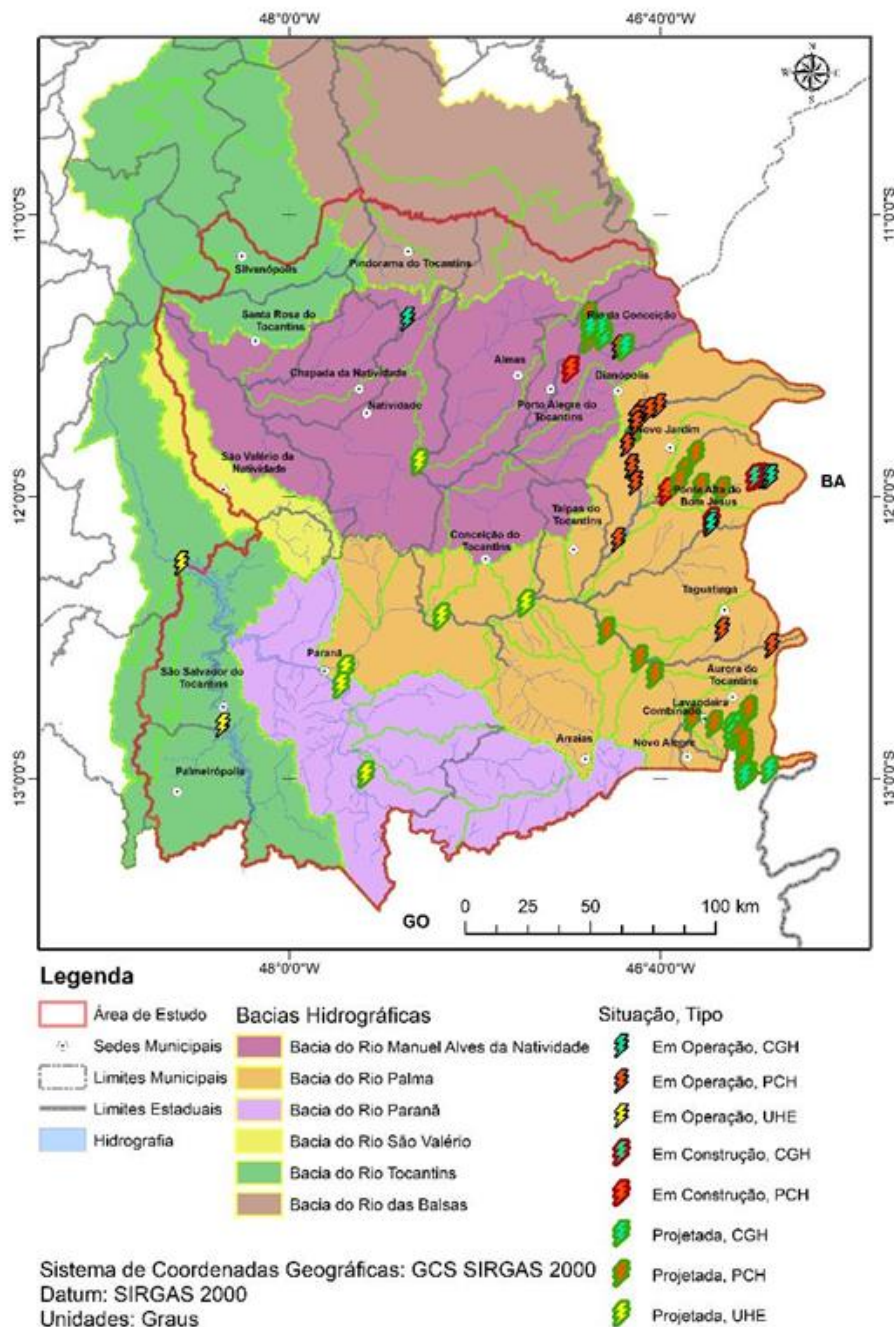 48°00'W 46°40'0"W
N
W E
S
11°0'0"S 11°0'0"S
Silvanópolis
Pindorama do Tocantins
Santa Rosa do
Tocantins
Rio da Conceição
Chapada da Natividade
Almas
Dianópolis
Natividade
Porto Alegre do
Tocantins
Novo Jardim
São Valério da
Natividade
12°0'0"S 12°0'0"S
BA
Ponte Alta do
Bom Jesus
Taipas do
Tocantins
Conceição do
Tocantins
Taguatinga
Paranã
São Salvador do
Tocantins
Aurora do
Tocantins
Lavandeira
Combinado
Arraias
Novo Alegre
13°0'0"S 13°0'0"S
Palmeirópolis
GO
0 25 50 100 km
48°00'W 46°40'0"W
Legenda
Área de Estudo
Sedes Municipais
Limites Municipais
Limites Estaduais
Hidrografia
Bacias Hidrográficas
Bacia do Rio Manuel Alves da Natividade
Bacia do Rio Palma
Bacia do Rio Paranã
Bacia do Rio São Valério
Bacia do Rio Tocantins
Bacia do Rio das Balsas
Situação, Tipo
Em Operação, CGH
Em Operação, PCH
Em Operação, UHE
Em Construção, CGH
Em Construção, PCH
Projetada, CGH
Projetada, PCH
Projetada, UHE
Sistema de Coordenadas Geográficas: GCS SIRGAS 2000
Datum: SIRGAS 2000
Unidades: Graus